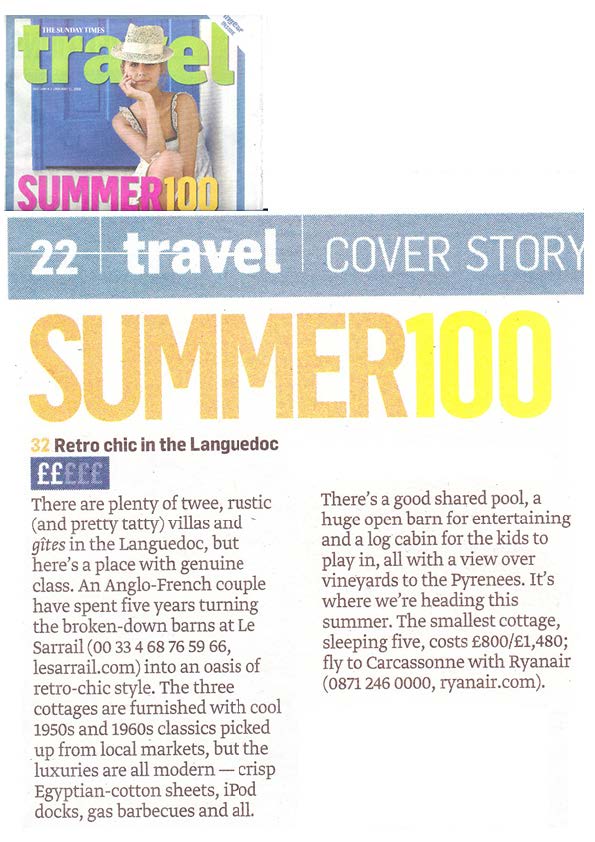 THE SUNDAY TIMES
travel
SUMMER100
22 travel COVER STORY
SUMMER100
32 Retro chic in the Languedoc
£££££
There are plenty of twee, rustic
(and pretty tatty) villas and
gîtes in the Languedoc, but
here's a place with genuine
class. An Anglo-French couple
have spent five years turning
the broken-down barns at Le
Sarrail (00 33 4 68 76 59 66,
lesarrail.com) into an oasis of
retro-chic style. The three
cottages are furnished with cool
1950s and 1960s classics picked
up from local markets, but the
luxuries are all modern — crisp
Egyptian-cotton sheets, iPod
docks, gas barbecues and all.
There's a good shared pool, a
huge open barn for entertaining
and a log cabin for the kids to
play in, all with a view over
vineyards to the Pyrenees. It's
where we're heading this
summer. The smallest cottage,
sleeping five, costs £800/£1,480;
fly to Carcassonne with Ryanair
(0871 246 0000, ryanair.com).